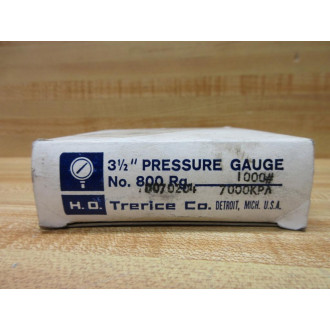 3½" PRESSURE GAUGE
No. 800 Rg. 1000#
7000KPA
H.O. Trerice Co. DETROIT, MICH. U.S.A.